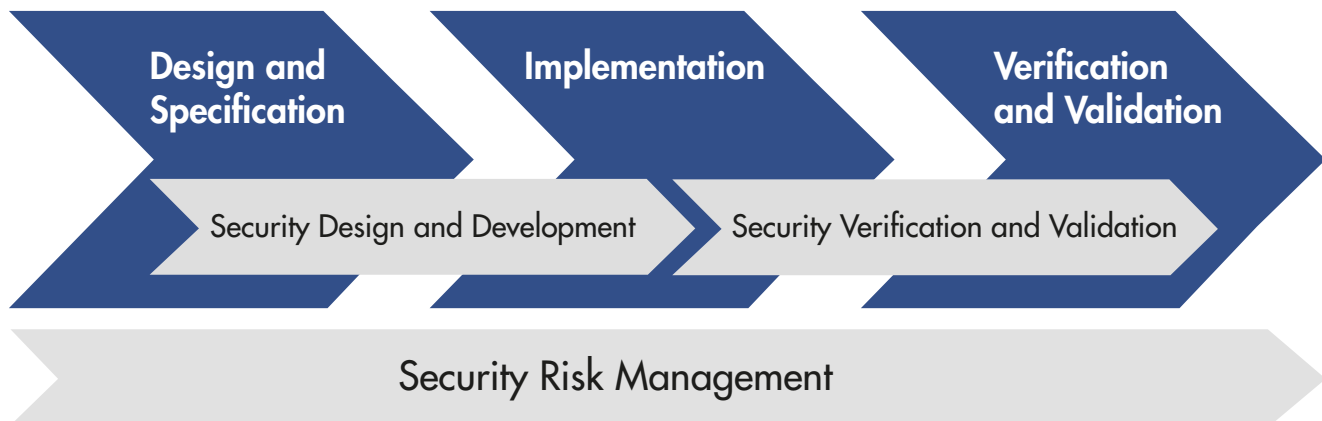 Design and
Specification
Implementation
Verification
and Validation
Security Design and Development
Security Verification and Validation
Security Risk Management